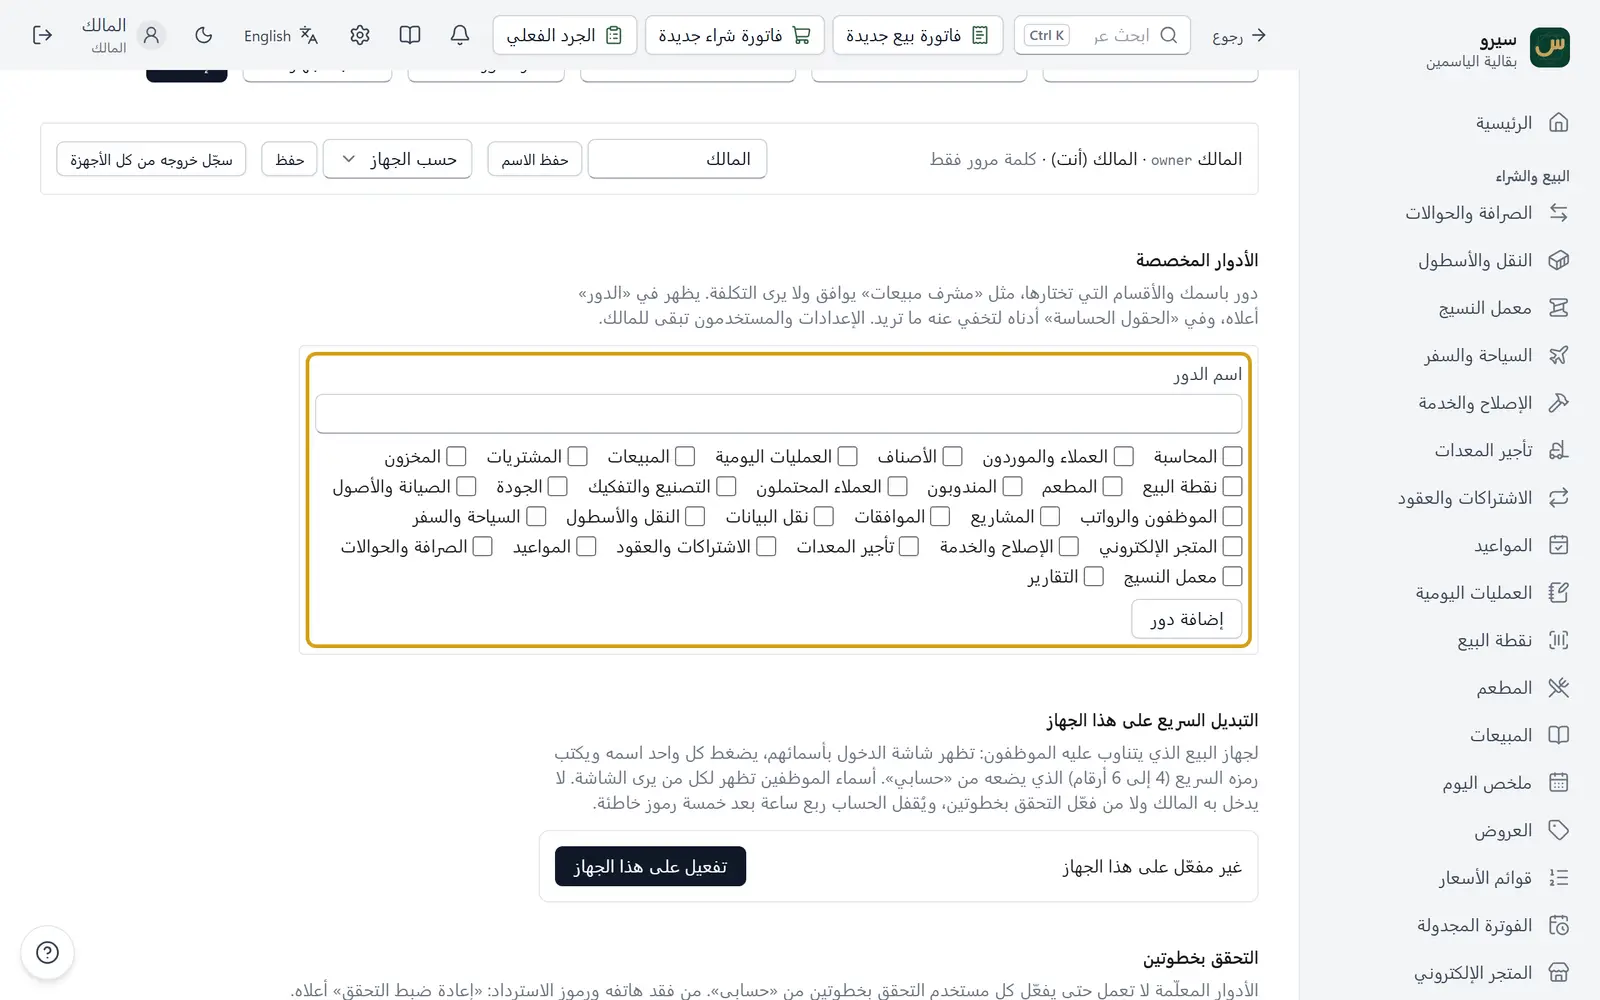 سيرو
بقالية الياسمين
رجوع
ابحث عر
Ctrl K
فاتورة بيع جديدة
فاتورة شراء جديدة
الجرد الفعلي
English
المالك
المالك
الرئيسية
البيع والشراء
الصرافة والحوالات
النقل والأسطول
معمل النسيج
السياحة والسفر
الإصلاح والخدمة
تأجير المعدات
الاشتراكات والعقود
المواعيد
العمليات اليومية
نقطة البيع
المطعم
المبيعات
ملخص اليوم
العروض
قوائم الأسعار
الفوترة المجدولة
المتجر الإلكتروني
المالك owner · المالك (أنت) · كلمة مرور فقط
المالك
حفظ الاسم
حسب الجهاز
حفظ
سجّل خروجه من كل الأجهزة
الأدوار المخصصة
دور باسمك والأقسام التي تختارها، مثل «مشرف مبيعات» يوافق ولا يرى التكلفة. يظهر في «الدور»
أعلاه، وفي «الحقول الحساسة» أدناه لتخفي عنه ما تريد. الإعدادات والمستخدمون تبقى للمالك.
اسم الدور
المحاسبة العملاء والموردون الأصناف العمليات اليومية المبيعات المشتريات المخزون
نقطة البيع المطعم المندوبون العملاء المحتملون التصنيع والتفكيك الجودة الصيانة والأصول
الموظفون والرواتب المشاريع الموافقات نقل البيانات النقل والأسطول السياحة والسفر
المتجر الإلكتروني الإصلاح والخدمة تأجير المعدات الاشتراكات والعقود المواعيد الصرافة والحوالات
معمل النسيج التقارير
إضافة دور
التبديل السريع على هذا الجهاز
لجهاز البيع الذي يتناوب عليه الموظفون: تظهر شاشة الدخول بأسمائهم، يضغط كل واحد اسمه ويكتب
رمزه السريع (4 إلى 6 أرقام) الذي يضعه من «حسابي». أسماء الموظفين تظهر لكل من يرى الشاشة. لا
يدخل به المالك ولا من فعّل التحقق بخطوتين، ويُقفل الحساب ربع ساعة بعد خمسة رموز خاطئة.
غير مفعّل على هذا الجهاز
تفعيل على هذا الجهاز
التحقق بخطوتين
الأدوار المعلّمة لا تعمل حتى يفعّل كل مستخدم التحقق بخطوتين من «حسابي». من فقد هاتفه ورموز الاسترداد: «إعادة ضبط التحقق» أعلاه.